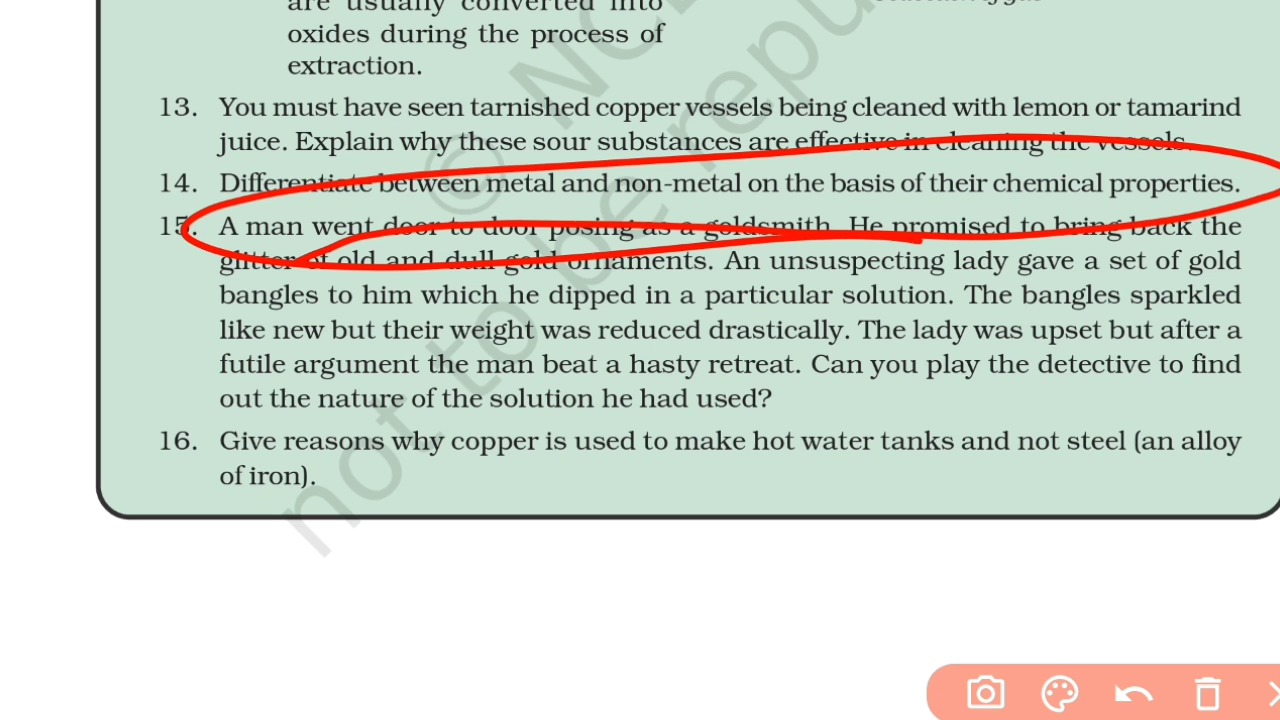 are usually converted into
oxides during the process of
extraction.
13. You must have seen tarnished copper vessels being cleaned with lemon or tamarind
juice. Explain why these sour substances are effective in cleaning the vessels.
14. Differentiate between metal and non-metal on the basis of their chemical properties.
15. A man went door to door posing as a goldsmith. He promised to bring back the
glitter of old and dull gold ornaments. An unsuspecting lady gave a set of gold
bangles to him which he dipped in a particular solution. The bangles sparkled
like new but their weight was reduced drastically. The lady was upset but after a
futile argument the man beat a hasty retreat. Can you play the detective to find
out the nature of the solution he had used?
16. Give reasons why copper is used to make hot water tanks and not steel (an alloy
of iron).
not to be repu